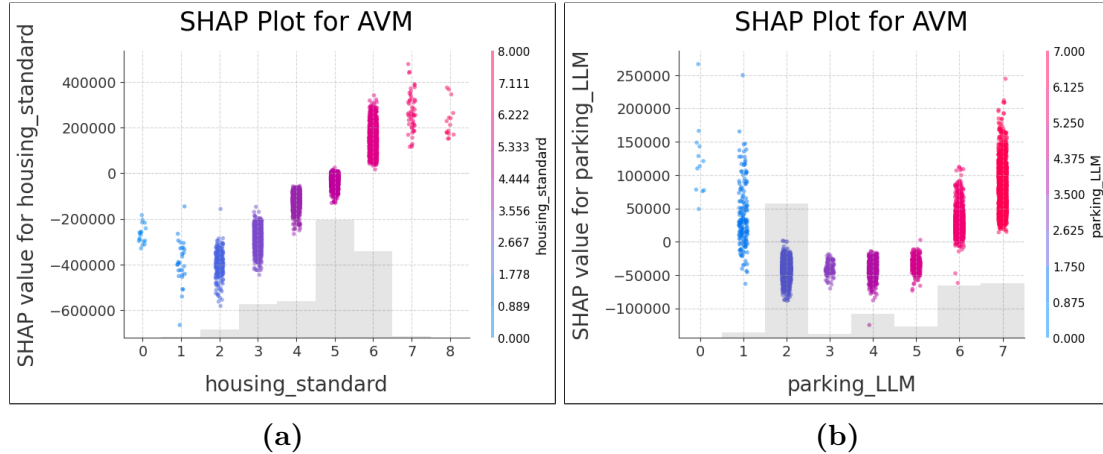 SHAP Plot for AVM
SHAP value for housing_standard
400000
200000
0
−200000
−400000
−600000
0 1 2 3 4 5 6 7 8
housing_standard
8.000
7.111
6.222
5.333
4.444
3.556
2.667
1.778
0.889
0.000
housing_standard
(a)
SHAP Plot for AVM
SHAP value for parking_LLM
250000
200000
150000
100000
50000
0
−50000
−100000
0 1 2 3 4 5 6 7
parking_LLM
7.000
6.125
5.250
4.375
3.500
2.625
1.750
0.875
0.000
parking_LLM
(b)